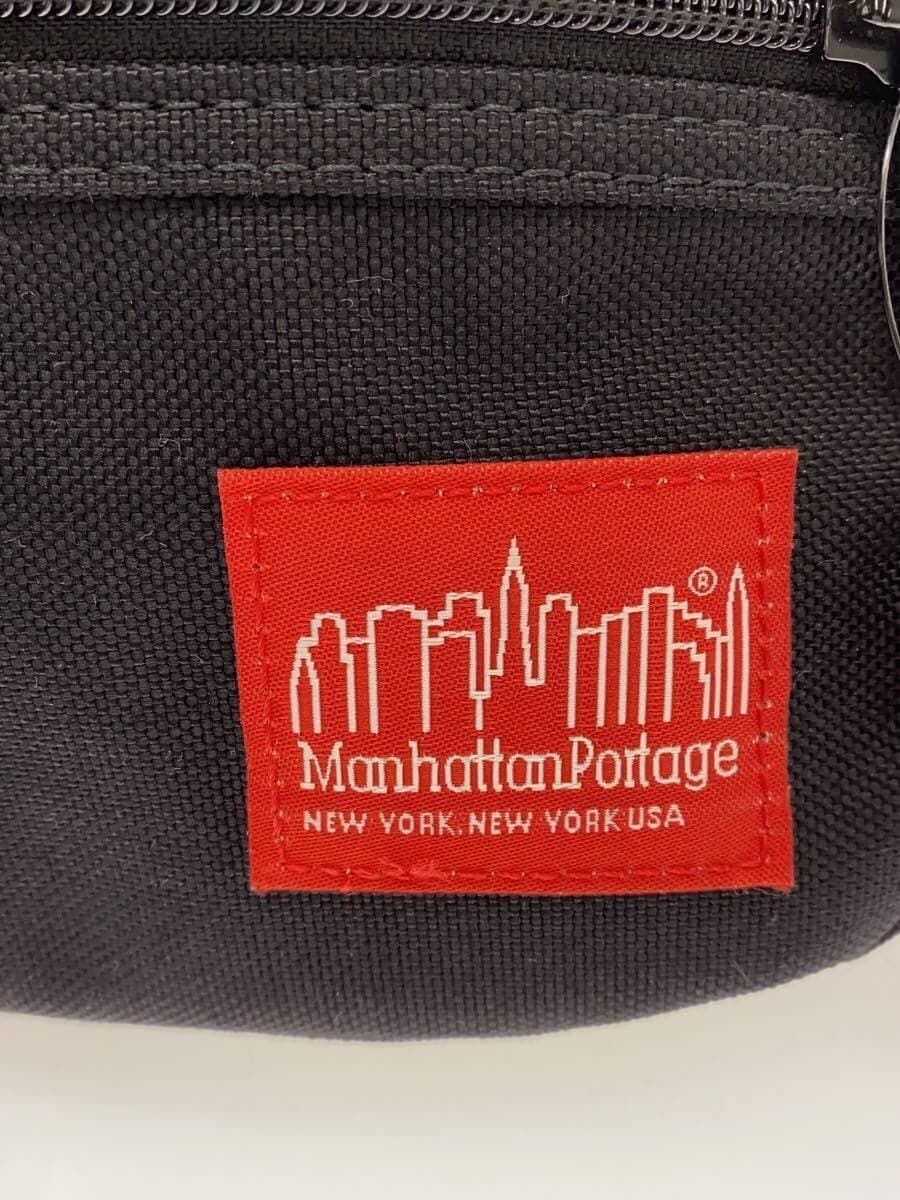 ®
ManhattanPortage
NEW YORK, NEW YORK USA